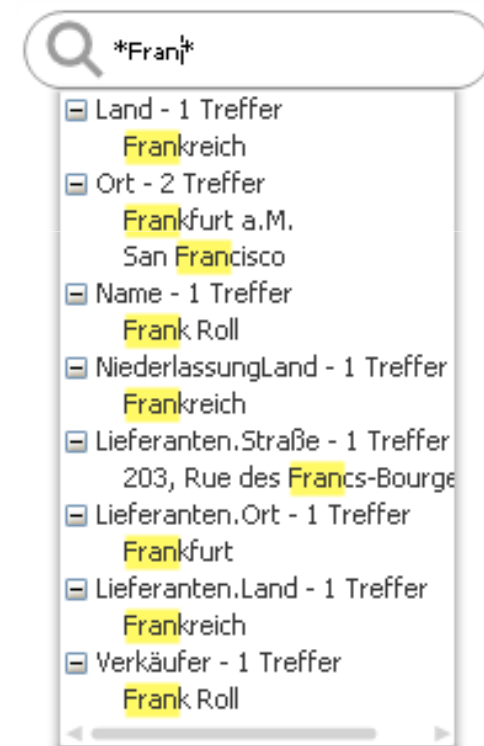 *Fran*
Land - 1 Treffer
Frankreich
Ort - 2 Treffer
Frankfurt a.M.
San Francisco
Name - 1 Treffer
Frank Roll
NiederlassungLand - 1 Treffer
Frankreich
Lieferanten.Straße - 1 Treffer
203, Rue des Francs-Bourge
Lieferanten.Ort - 1 Treffer
Frankfurt
Lieferanten.Land - 1 Treffer
Frankreich
Verkäufer - 1 Treffer
Frank Roll